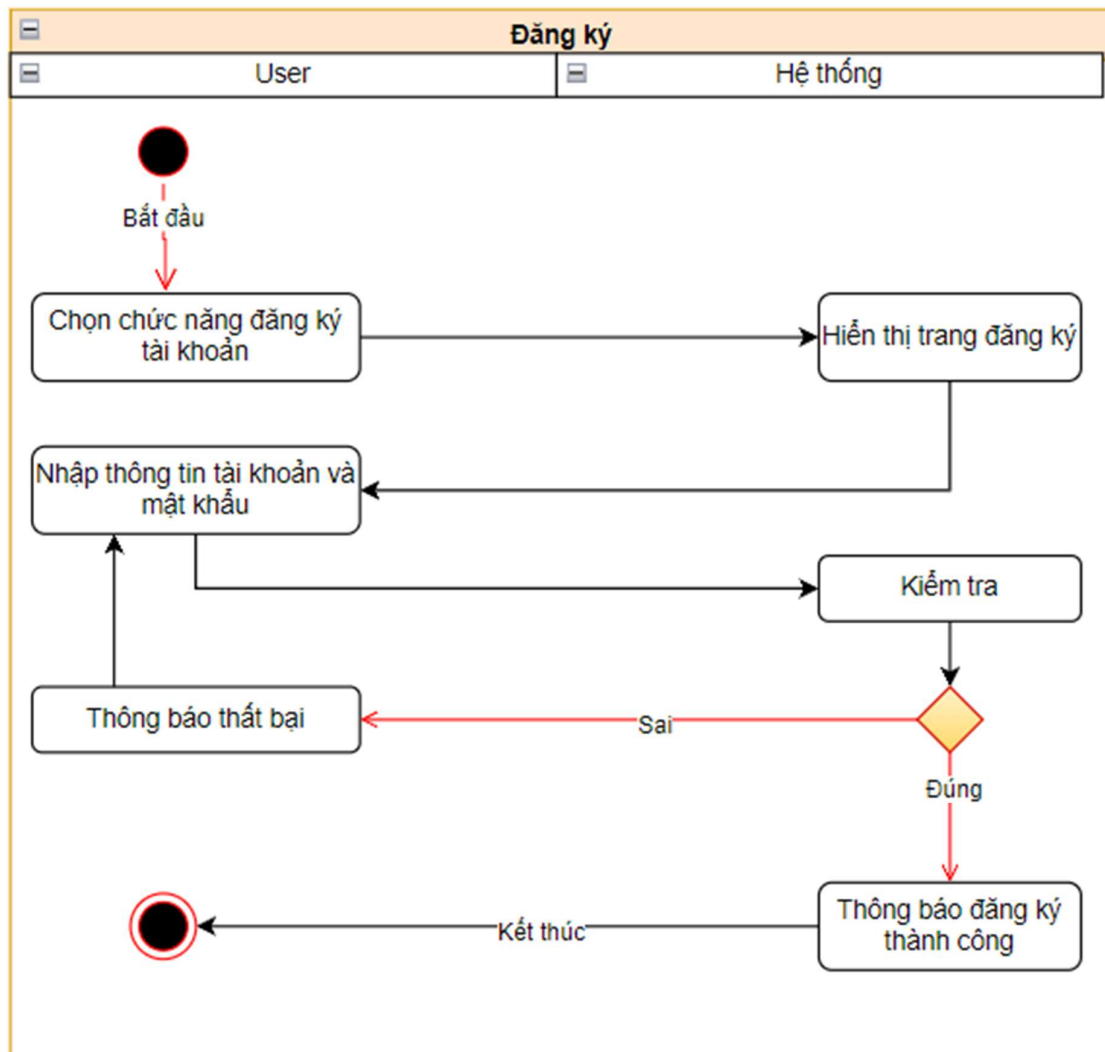 Đăng ký
User
Hệ thống
Bắt đầu
Chọn chức năng đăng ký
tài khoản
Hiển thị trang đăng ký
Nhập thông tin tài khoản và
mật khẩu
Kiểm tra
Thông báo thất bại
Sai
Đúng
Thông báo đăng ký
thành công
Kết thúc